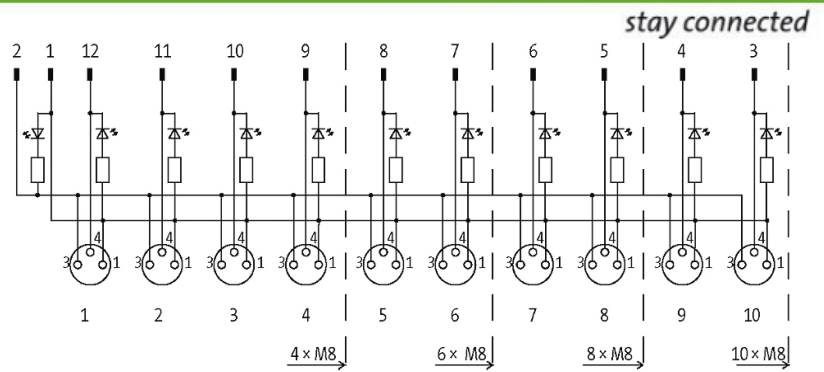 stay connected
2 1 12 11 10 9 8 7 6 5 4 3
4 4 4 4 4 4 4 4 4 4
3 1 3 1 3 1 3 1 3 1 3 1 3 1 3 1 3 1 3 1
1 2 3 4 5 6 7 8 9 10
4 × M8 6 × M8 8 × M8 10 × M8